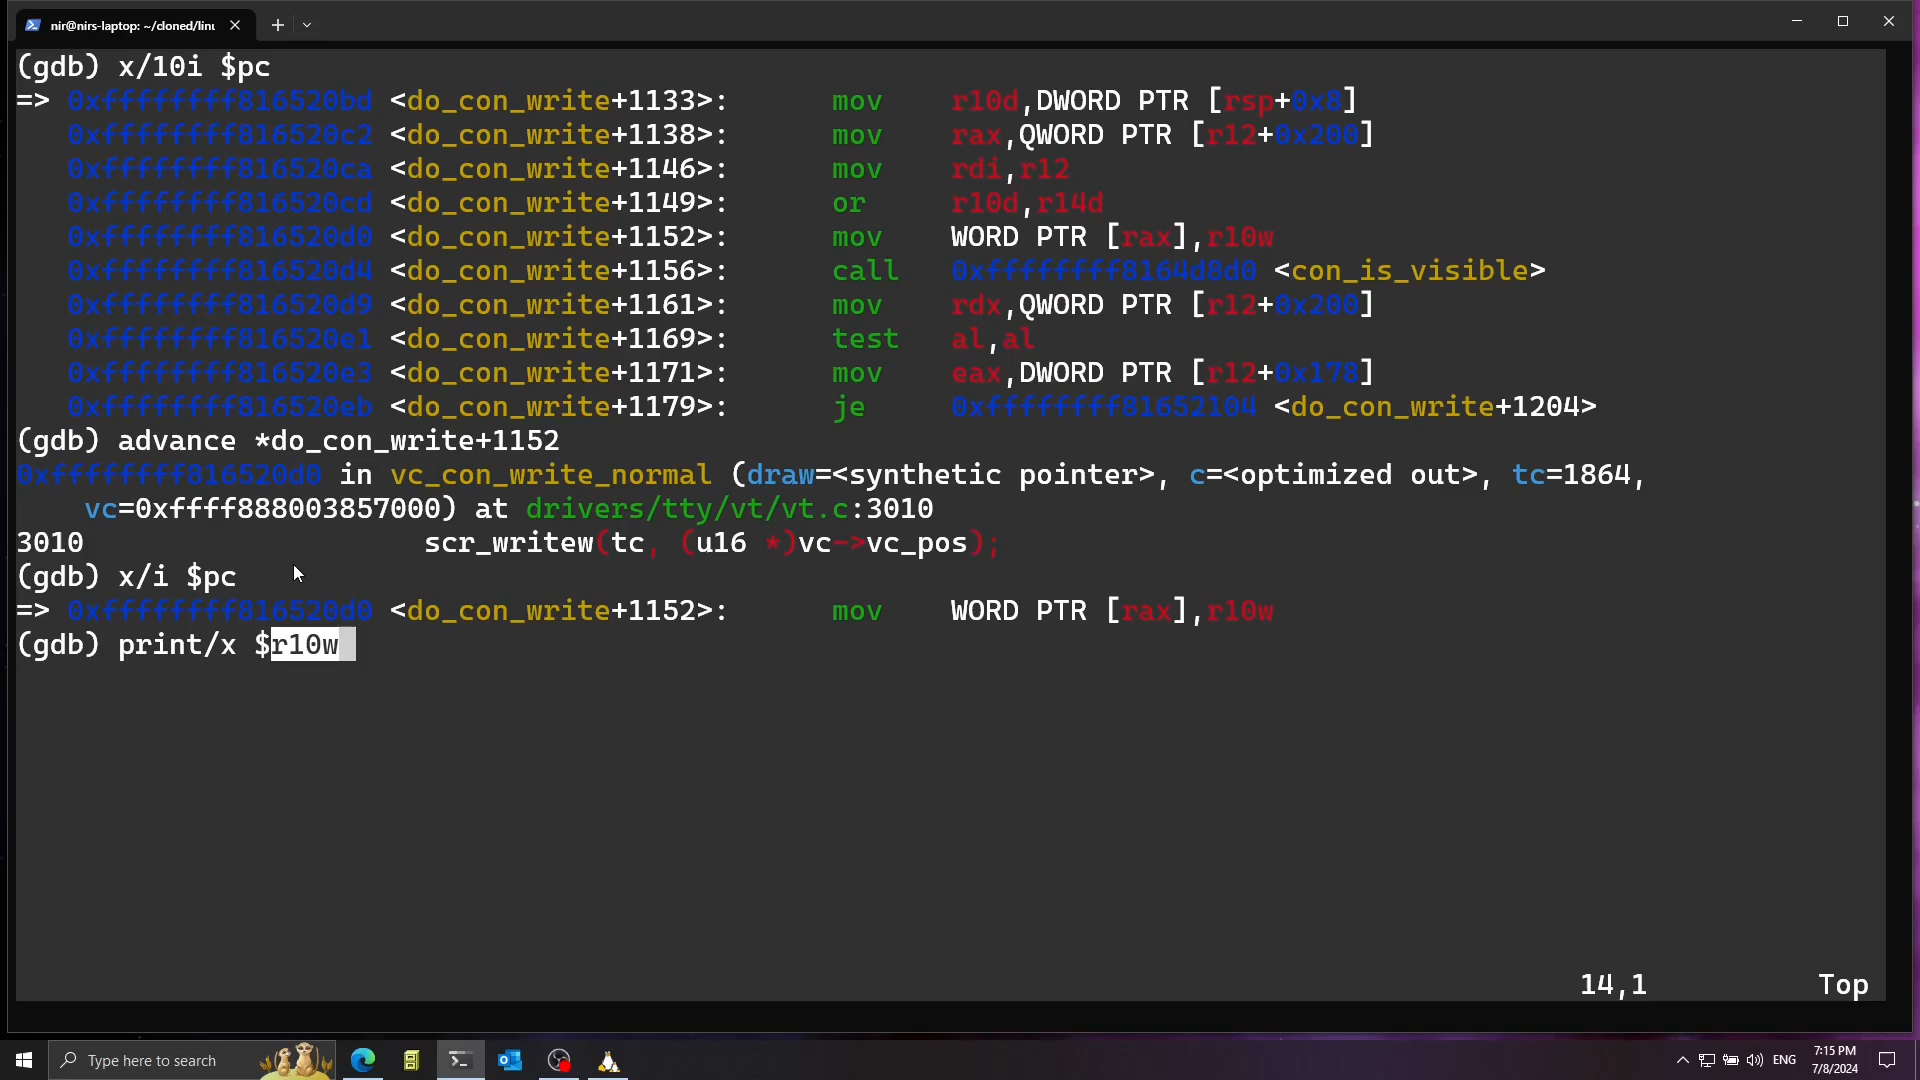 nir@nirs-laptop: ~/cloned/linu
(gdb) x/10i $pc
=> 0xffffffff816520bd <do_con_write+1133>: mov r10d,DWORD PTR [rsp+0x8]
0xffffffff816520c2 <do_con_write+1138>: mov rax,QWORD PTR [r12+0x200]
0xffffffff816520ca <do_con_write+1146>: mov rdi,r12
0xffffffff816520cd <do_con_write+1149>: or r10d,r14d
0xffffffff816520d0 <do_con_write+1152>: mov WORD PTR [rax],r10w
0xffffffff816520d4 <do_con_write+1156>: call 0xffffffff8164d8d0 <con_is_visible>
0xffffffff816520d9 <do_con_write+1161>: mov rdx,QWORD PTR [r12+0x200]
0xffffffff816520e1 <do_con_write+1169>: test al,al
0xffffffff816520e3 <do_con_write+1171>: mov eax,DWORD PTR [r12+0x178]
0xffffffff816520eb <do_con_write+1179>: je 0xffffffff81652104 <do_con_write+1204>
(gdb) advance *do_con_write+1152
0xffffffff816520d0 in vc_con_write_normal (draw=<synthetic pointer>, c=<optimized out>, tc=1864,
vc=0xffff888003857000) at drivers/tty/vt/vt.c:3010
3010 scr_writew(tc, (u16 *)vc->vc_pos);
(gdb) x/i $pc
=> 0xffffffff816520d0 <do_con_write+1152>: mov WORD PTR [rax],r10w
(gdb) print/x $r10w
14,1 Top
Type here to search
ENG
7:15 PM
7/8/2024